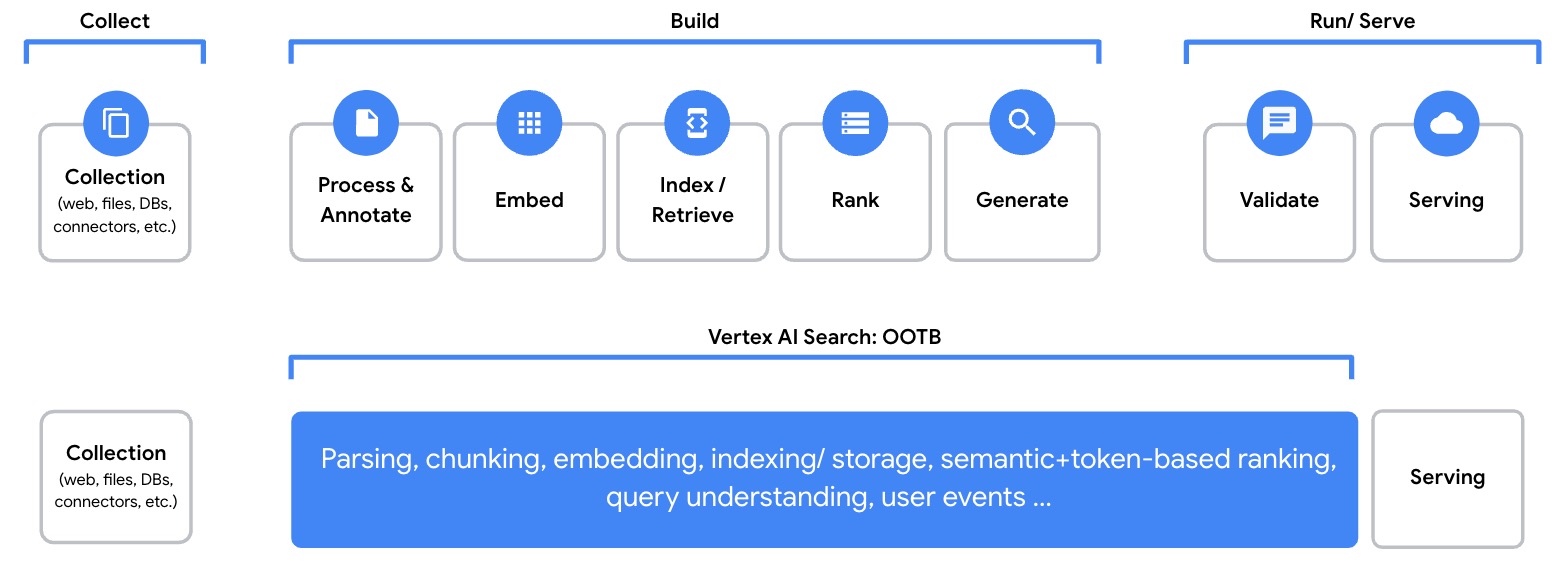 Collect
Build
Run/ Serve
Collection
(web, files, DBs,
connectors, etc.)
Process &
Annotate
Embed
Index /
Retrieve
Rank
Generate
Validate
Serving
Vertex AI Search: OOTB
Collection
(web, files, DBs,
connectors, etc.)
Parsing, chunking, embedding, indexing/ storage, semantic+token-based ranking,
query understanding, user events ...
Serving